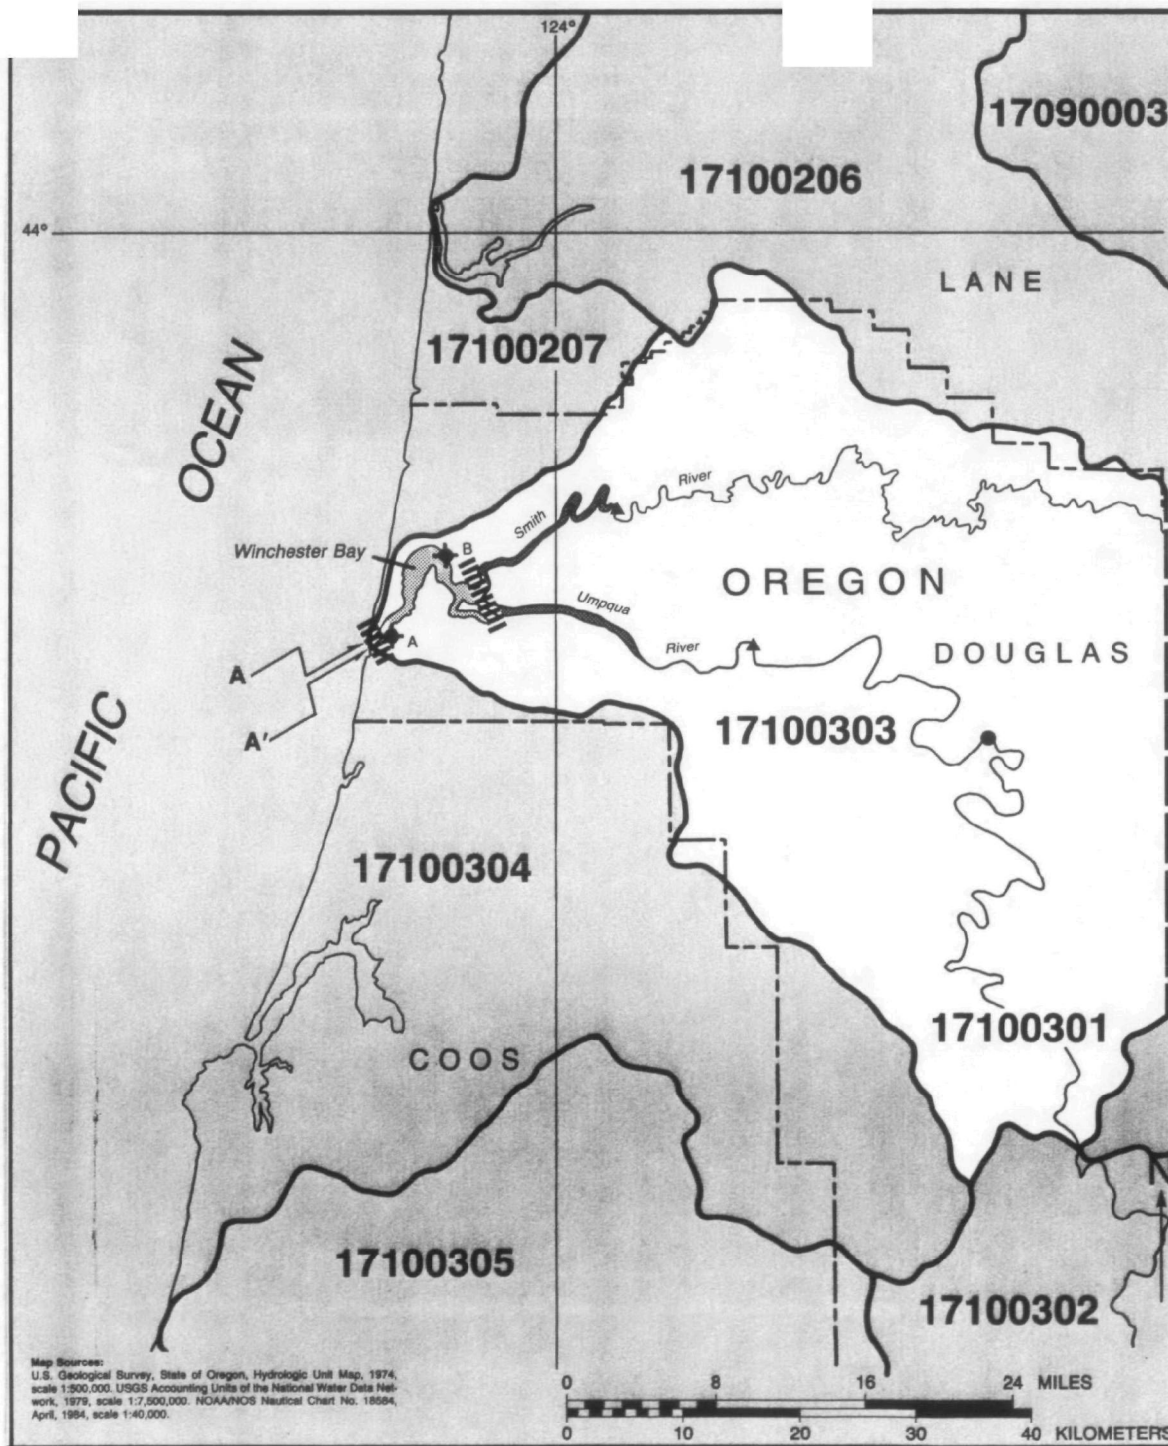 124°
17090003
17100206
44°
LANE
17100207
OCEAN
River
Smith
Winchester Bay
B
OREGON
Umpqua
A
River
DOUGLAS
A
17100303
A'
PACIFIC
17100304
17100301
COOS
17100305
17100302
Map Sources:
U.S. Geological Survey, State of Oregon, Hydrologic Unit Map, 1974,
scale 1:500,000. USGS Accounting Units of the National Water Data Net-
work, 1979, scale 1:7,500,000. NOAA/NOS Nautical Chart No. 18584,
April, 1984, scale 1:40,000.
0 8 16 24 MILES
0 10 20 30 40 KILOMETERS